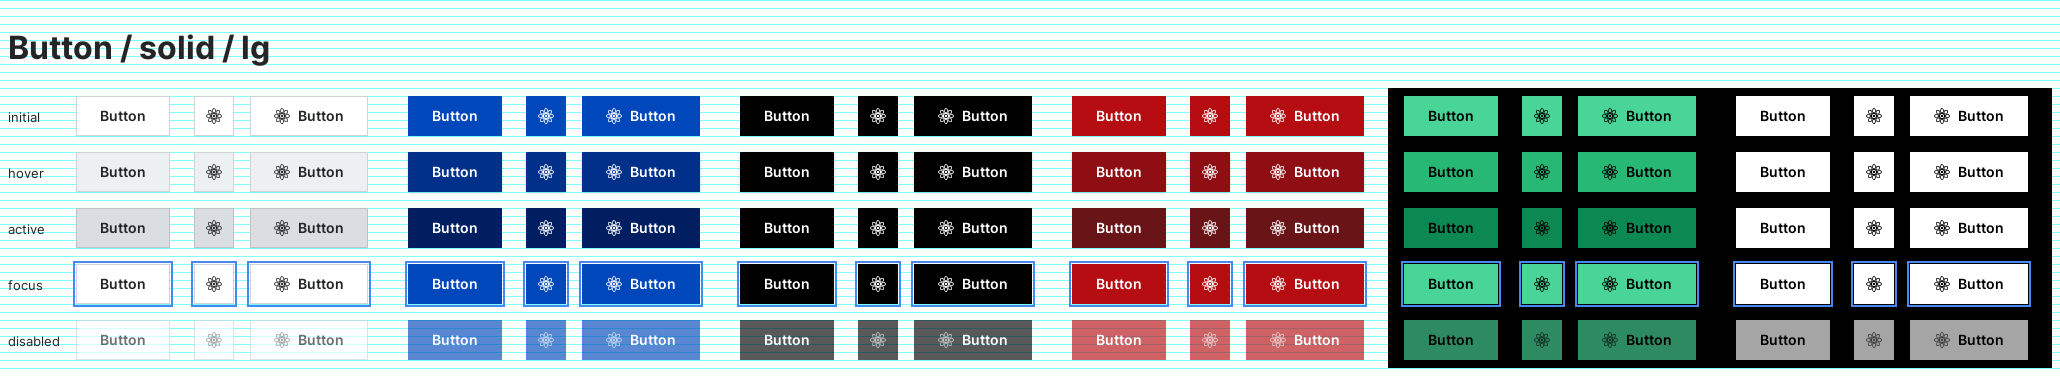 Button / solid / lg
initial Button Button Button Button Button Button Button Button Button Button Button Button
hover Button Button Button Button Button Button Button Button Button Button Button Button
active Button Button Button Button Button Button Button Button Button Button Button Button
focus Button Button Button Button Button Button Button Button Button Button Button Button
disabled Button Button Button Button Button Button Button Button Button Button Button Button